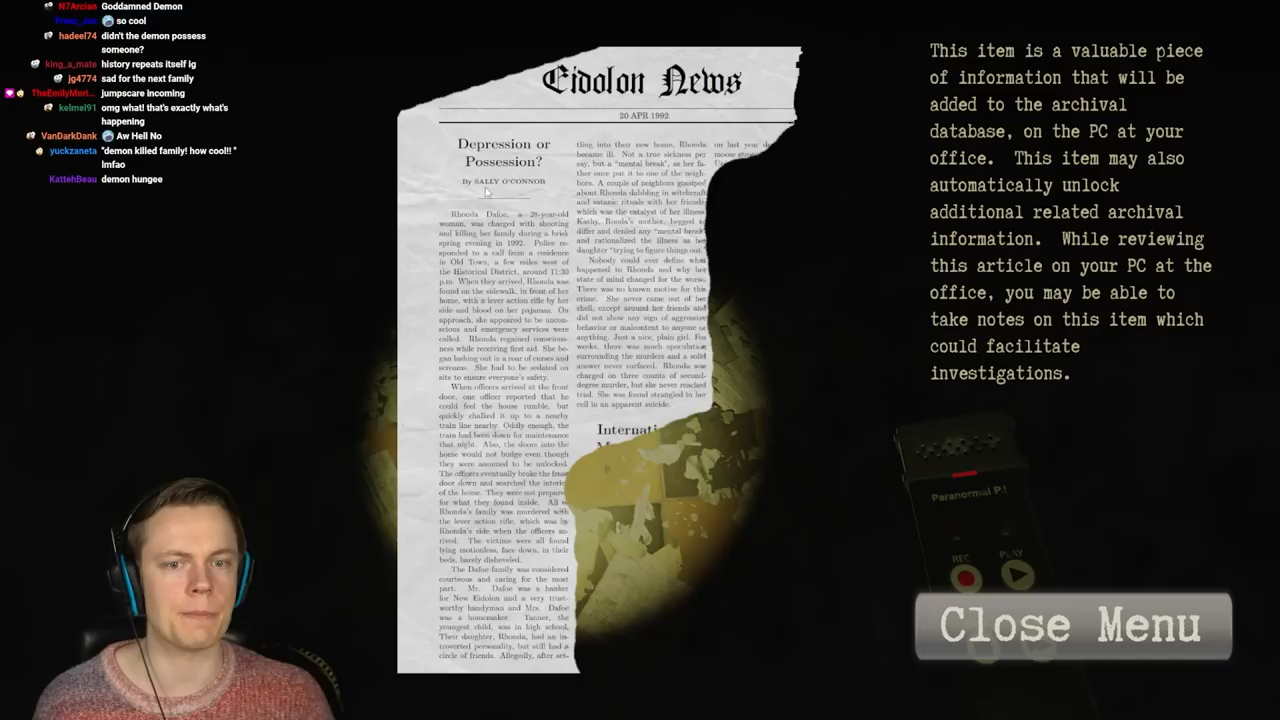 N7Arcian Goddamned Demon
so cool
hadeel74 didn't the demon possess
someone?
king_a_mate history repeats itself ig
jg4774 sad for the next family
TheEmilyMori... jumpscare incoming
kelmel91 omg what! that's exactly what's
happening
VanDarkDank Aw Hell No
yuckzaneta "demon killed family! how cool!! "
lmfao
KattehBeau demon hungee
Eidolon News
20 APR 1992
Depression or
Possession?
By SALLY O'CONNOR
Rhonda Dafoe, a 28-year-old
woman, was charged with shooting
and killing her family during a brisk
spring evening in 1992. Police re-
sponded to a call from a residence
in Old Town, a few miles west of
the Historical District, around 11:30
p.m. When they arrived, Rhonda was
found on the sidewalk, in front of her
home, with a lever action rifle by her
side and blood on her pajamas. On
approach, she appeared to be uncon-
scious and emergency services were
called. Rhonda regained conscious-
ness while receiving first aid. She be-
gan lashing out in a roar of curses and
screams. She had to be sedated on
site to ensure everyone's safety.
When officers arrived at the front
door, one officer reported that he
could feel the house rumble, but
quickly chalked it up to a nearby
train line nearby. Oddly enough, the
train had been down for maintenance
that night. Also, the doors into the
home would not budge even though
they were assumed to be unlocked.
The officers eventually broke the front
door down and searched the interior
of the home. They were not prepared
for what they found inside. All of
Rhonda's family was murdered with
the lever action rifle, which was by
Rhonda's side when the officers ar-
rived. The victims were all found
lying motionless, face down, in their
beds, barely disheveled.
The Dafoe family was considered
courteous and caring for the most
part. Mr. Dafoe was a banker
for New Eidolon and a very trust-
worthy handyman and Mrs. Dafoe
was a homemaker. Tanner, the
youngest child, was in high school.
Their daughter, Rhonda, had an in-
troverted personality, but still had a
circle of friends. Allegedly, after set-
tling into their new home, Rhonda
became ill. Not a true sickness per
say, but a "mental break", as her fa-
ther once put it to one of the neigh-
bors. A couple of neighbors gossiped
about Rhonda dabbling in witchcraft
and satanic rituals with her friends
which was the catalyst of her illness.
Kathy, Ronda's mother, begged to
differ and denied any "mental break"
and rationalized the illness as her
daughter "trying to figure things out."
Nobody could ever define what
happened to Rhonda and why her
state of mind changed for the worse.
There was no known motive for this
crime. She never came out of her
shell, except around her friends and
did not show any sign of aggressive
behavior or malcontent to anyone or
anything. Just a nice, plain girl. For
weeks, there was much speculation
surrounding the murders and a solid
answer never surfaced. Rhonda was
charged on three counts of second-
degree murder, but she never reached
trial. She was found strangled in her
cell in an apparent suicide.
Internati
on last year
moose
This item is a valuable piece
of information that will be
added to the archival
database, on the PC at your
office. This item may also
automatically unlock
additional related archival
information. While reviewing
this article on your PC at the
office, you may be able to
take notes on this item which
could facilitate
investigations.
Paranormal P.I.
REC PLAY
Close Menu